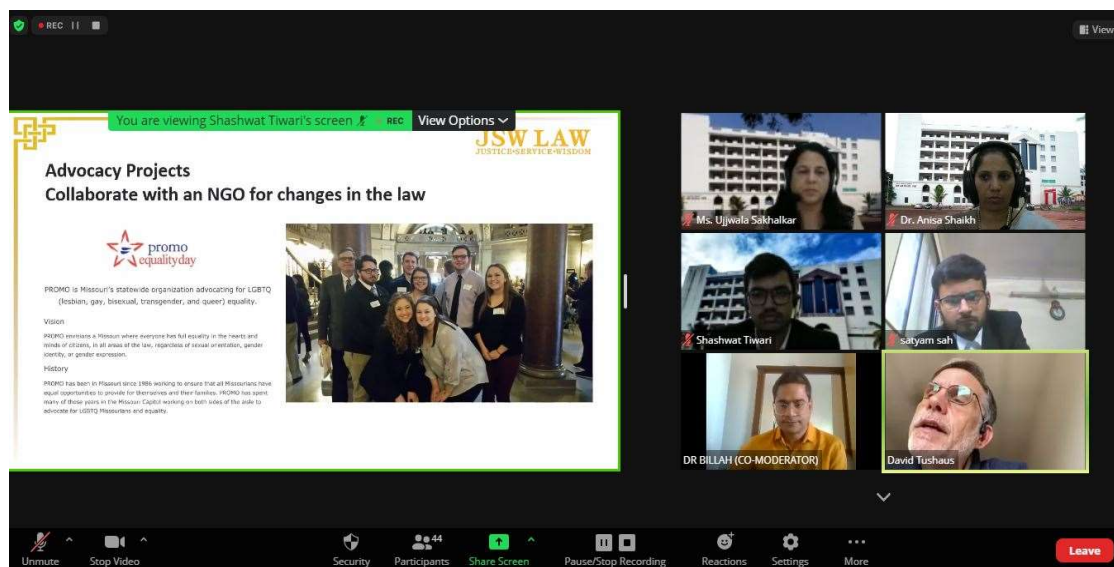 REC
View
You are viewing Shashwat Tiwari's screen
REC
View Options
JSW LAW
JUSTICE•SERVICE•WISDOM
Advocacy Projects
Collaborate with an NGO for changes in the law
promo
equalityday
PROMO is Missouri's statewide organization advocating for LGBTQ
(lesbian, gay, bisexual, transgender, and queer) equality.
Vision
PROMO envisions a Missouri where everyone has full equality in the hearts and
minds of citizens, in all areas of the law, regardless of sexual orientation, gender
identity, or gender expression.
History
PROMO has been in Missouri since 1986 working to ensure that all Missourians have
equal opportunities to provide for themselves and their families. PROMO has spent
many of those years in the Missouri Capitol working on both sides of the aisle to
advocate for LGBTQ Missourians and equality.
Ms. Ujjwala Sakhalkar
Dr. Anisa Shaikh
Shashwat Tiwari
satyam sah
DR BILLAH (CO-MODERATOR)
David Tushaus
Unmute
Stop Video
Security
44
Participants
Share Screen
Pause/Stop Recording
Reactions
Settings
More
Leave